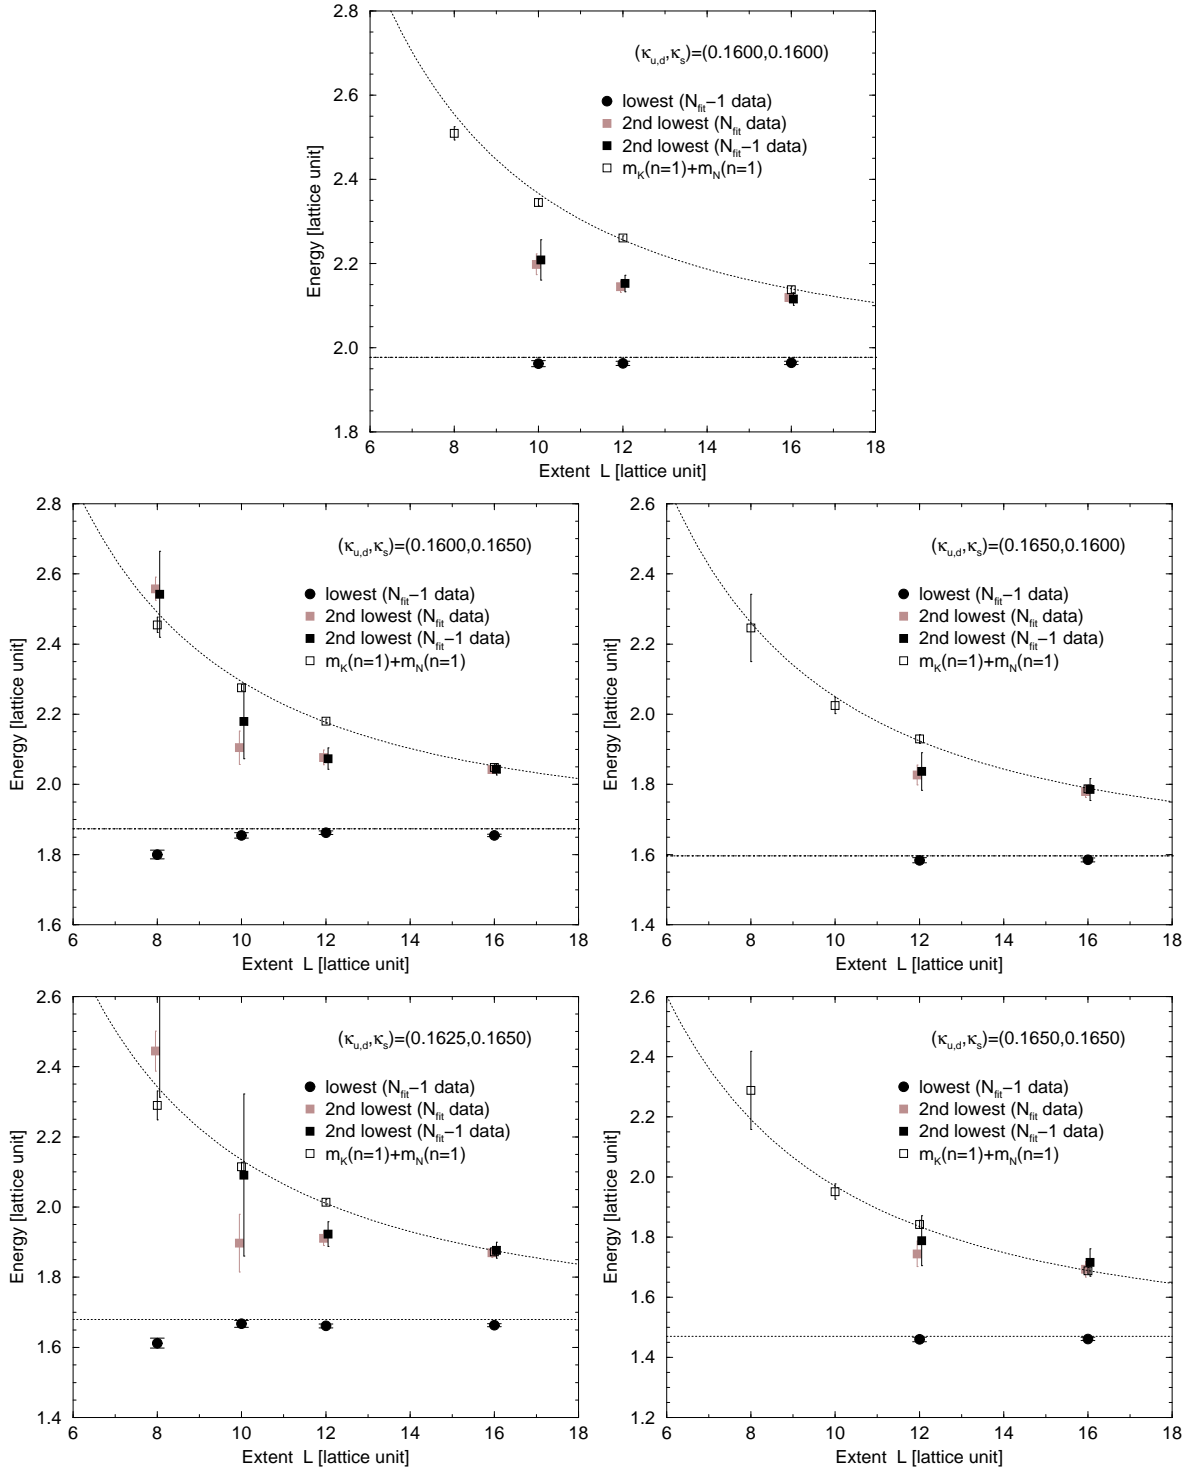 2.8
2.6
2.4
2.2
2.0
1.8
Energy [lattice unit]
(κu,d,κs)=(0.1600,0.1600)
lowest (Nfit−1 data)
2nd lowest (Nfit data)
2nd lowest (Nfit−1 data)
mK(n=1)+mN(n=1)
6 8 10 12 14 16 18
Extent L [lattice unit]
2.8
2.6
2.4
2.2
2.0
1.8
1.6
Energy [lattice unit]
(κu,d,κs)=(0.1600,0.1650)
lowest (Nfit−1 data)
2nd lowest (Nfit data)
2nd lowest (Nfit−1 data)
mK(n=1)+mN(n=1)
6 8 10 12 14 16 18
Extent L [lattice unit]
2.6
2.4
2.2
2.0
1.8
1.6
1.4
Energy [lattice unit]
(κu,d,κs)=(0.1650,0.1600)
lowest (Nfit−1 data)
2nd lowest (Nfit data)
2nd lowest (Nfit−1 data)
mK(n=1)+mN(n=1)
6 8 10 12 14 16 18
Extent L [lattice unit]
2.6
2.4
2.2
2.0
1.8
1.6
1.4
Energy [lattice unit]
(κu,d,κs)=(0.1625,0.1650)
lowest (Nfit−1 data)
2nd lowest (Nfit data)
2nd lowest (Nfit−1 data)
mK(n=1)+mN(n=1)
6 8 10 12 14 16 18
Extent L [lattice unit]
2.6
2.4
2.2
2.0
1.8
1.6
1.4
1.2
Energy [lattice unit]
(κu,d,κs)=(0.1650,0.1650)
lowest (Nfit−1 data)
2nd lowest (Nfit data)
2nd lowest (Nfit−1 data)
mK(n=1)+mN(n=1)
6 8 10 12 14 16 18
Extent L [lattice unit]